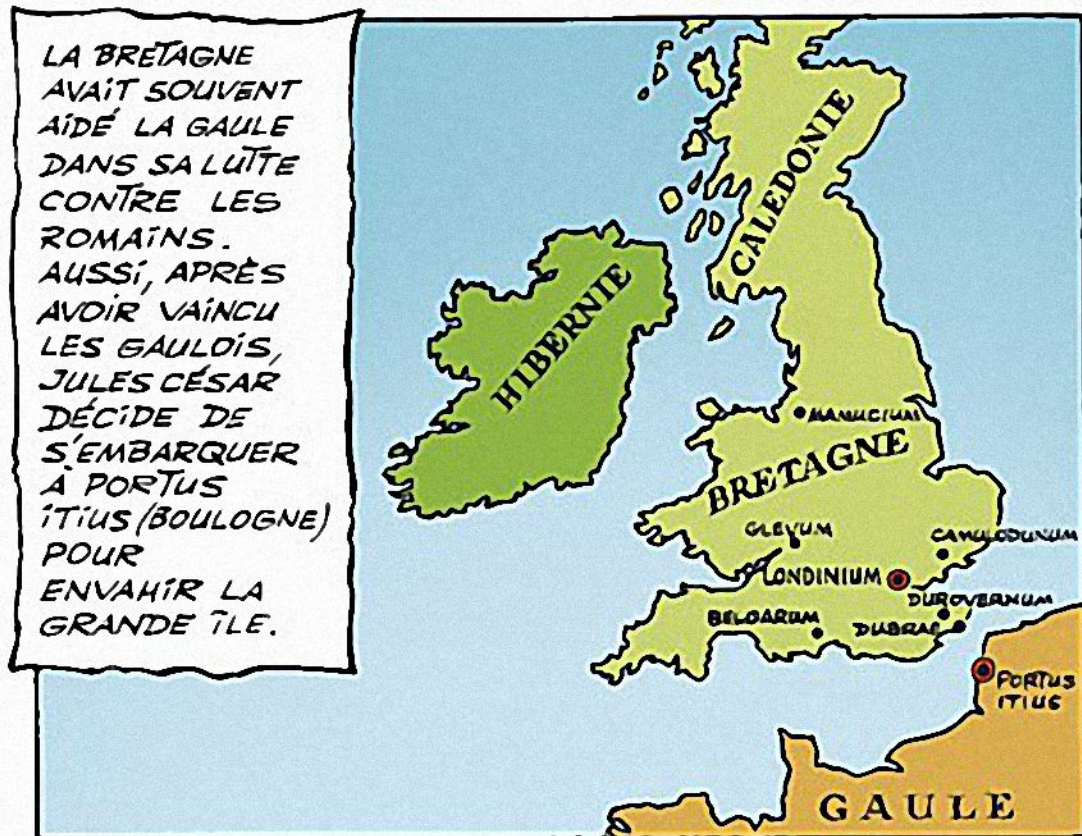 LA BRETAGNE
AVAIT SOUVENT
AIDÉ LA GAULE
DANS SA LUTTE
CONTRE LES
ROMAINS.
AUSSI, APRÈS
AVOIR VAINCU
LES GAULOIS,
JULES CÉSAR
DÉCIDE DE
S'EMBARQUER
À PORTUS
ITIUS (BOULOGNE)
POUR
ENVAHIR LA
GRANDE ÎLE.
CALEDONIE
HIBERNIE
MANUCIUM
BRETAGNE
GLEVUM
CAMULODUNUM
LONDINIUM
DUROVERNUM
BELGARUM
DUBRAE
PORTUS
ITIUS
GAULE